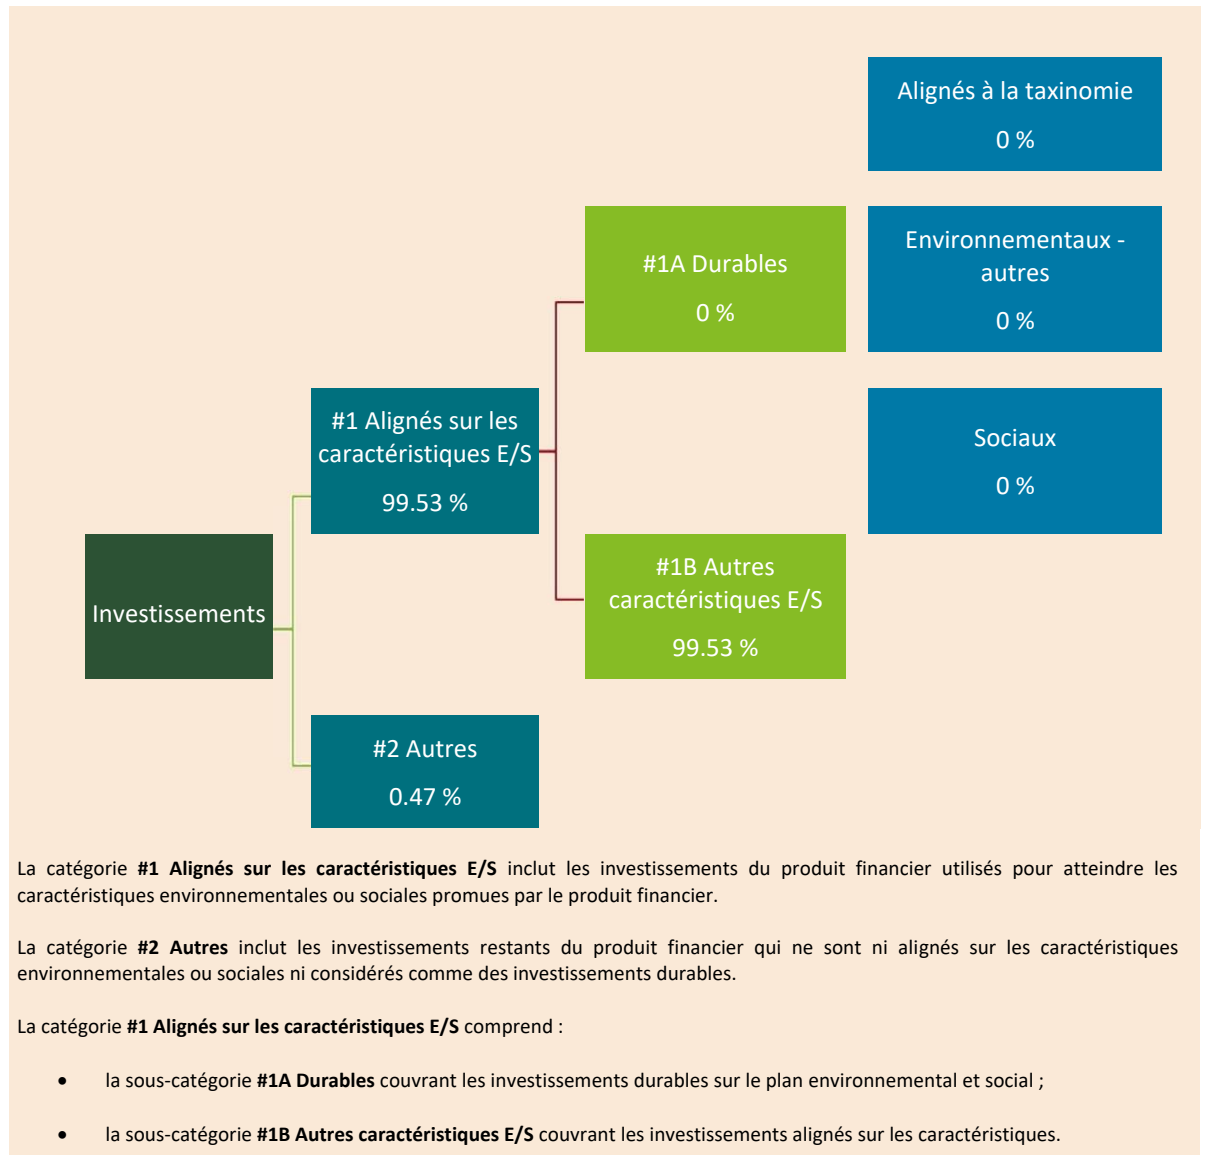 Alignés à la taxinomie
0 %
#1A Durables
0 %
Environnementaux -
autres
0 %
#1 Alignés sur les
caractéristiques E/S
99.53 %
Sociaux
0 %
Investissements
#1B Autres
caractéristiques E/S
99.53 %
#2 Autres
0.47 %
La catégorie #1 Alignés sur les caractéristiques E/S inclut les investissements du produit financier utilisés pour atteindre les
caractéristiques environnementales ou sociales promues par le produit financier.
La catégorie #2 Autres inclut les investissements restants du produit financier qui ne sont ni alignés sur les caractéristiques
environnementales ou sociales ni considérés comme des investissements durables.
La catégorie #1 Alignés sur les caractéristiques E/S comprend :
• la sous-catégorie #1A Durables couvrant les investissements durables sur le plan environnemental et social ;
• la sous-catégorie #1B Autres caractéristiques E/S couvrant les investissements alignés sur les caractéristiques.